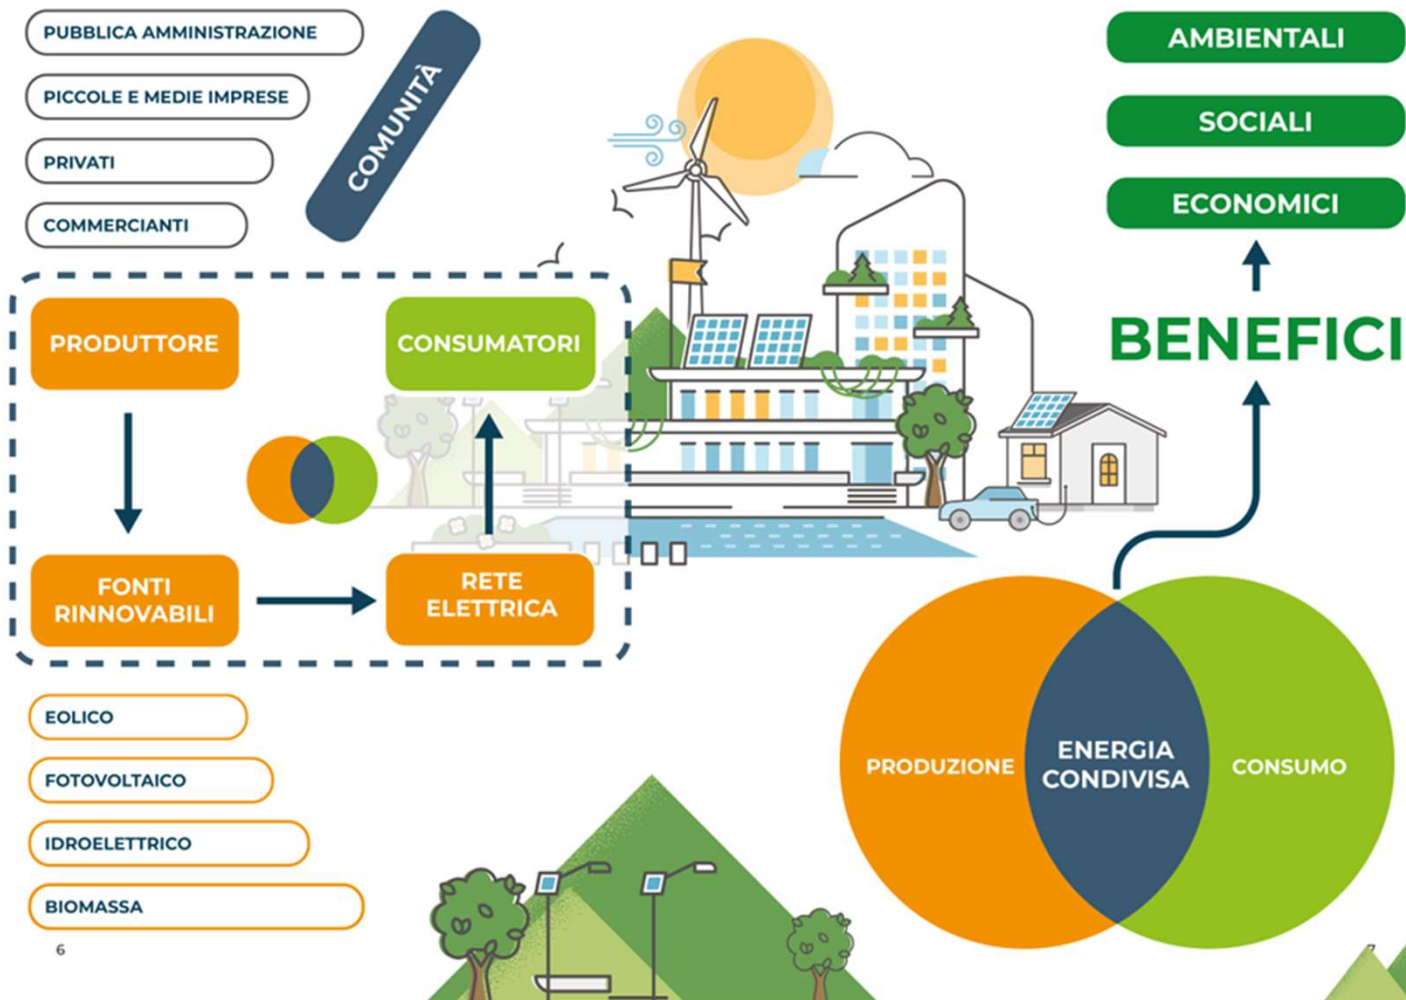 PUBBLICA AMMINISTRAZIONE
PICCOLE E MEDIE IMPRESE
PRIVATI
COMMERCIANTI
COMUNITÀ
PRODUTTORE
CONSUMATORI
FONTI
RINNOVABILI
RETE
ELETTRICA
EOLICO
FOTOVOLTAICO
IDROELETTRICO
BIOMASSA
6
AMBIENTALI
SOCIALI
ECONOMICI
BENEFICI
PRODUZIONE
ENERGIA
CONDIVISA
CONSUMO
7